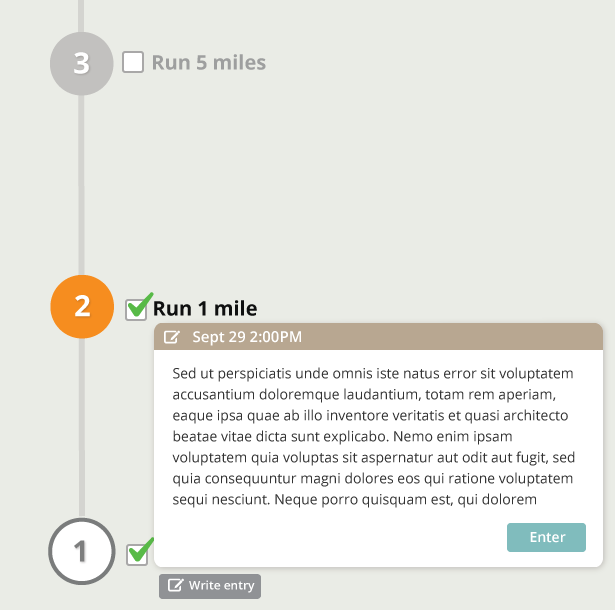 3
Run 5 miles
2
Run 1 mile
Sept 29 2:00PM
Sed ut perspiciatis unde omnis iste natus error sit voluptatem
accusantium doloremque laudantium, totam rem aperiam,
eaque ipsa quae ab illo inventore veritatis et quasi architecto
beatae vitae dicta sunt explicabo. Nemo enim ipsam
voluptatem quia voluptas sit aspernatur aut odit aut fugit, sed
quia consequuntur magni dolores eos qui ratione voluptatem
sequi nesciunt. Neque porro quisquam est, qui dolorem
Enter
1
Write entry